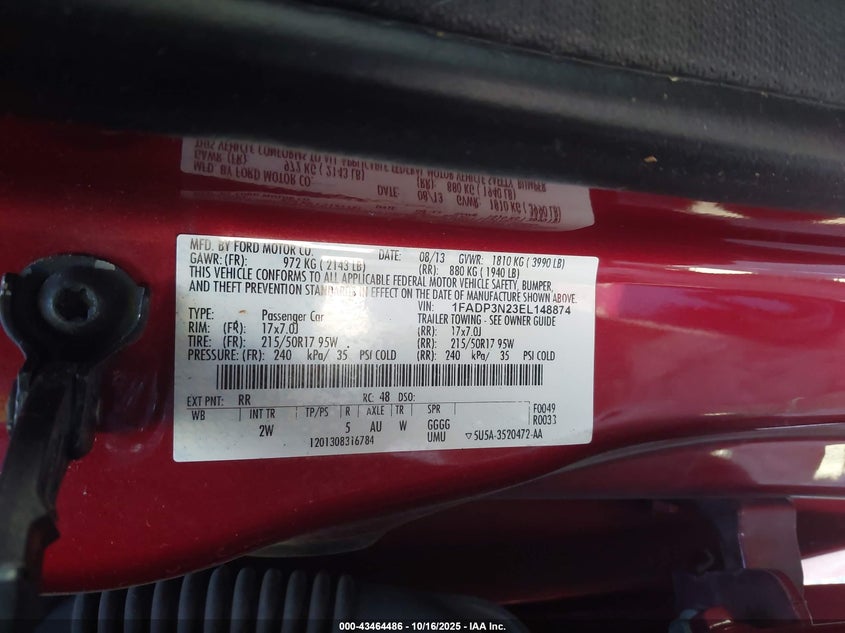 MFD. BY FORD MOTOR CO. DATE: 08/13 GVWR: 1810 KG ( 3990 LB)
GAWR: (FR): 972 KG ( 2143 LB) (RR): 880 KG ( 1940 LB)
THIS VEHICLE CONFORMS TO ALL APPLICABLE FEDERAL MOTOR VEHICLE SAFETY, BUMPER,
AND THEFT PREVENTION STANDARDS IN EFFECT ON THE DATE OF MANUFACTURE SHOWN ABOVE.
VIN: 1FADP3N23EL148874
TYPE: Passenger Car TRAILER TOWING - SEE OWNER GUIDE
RIM: (FR): 17x7.0J (RR): 17x7.0J
TIRE: (FR): 215/50R17 95W (RR): 215/50R17 95W
PRESSURE: (FR): 240 kPa/ 35 PSI COLD (RR): 240 kPa/ 35 PSI COLD
EXT PNT: RR RC: 48 DSO:
WB INT TR TP/PS R AXLE TR SPR F0049
2W 5 AU W GGGG R0033
1201308316784 UMU ▽5U5A-3520472-AA
000-43464486 - 10/16/2025 - IAA Inc.